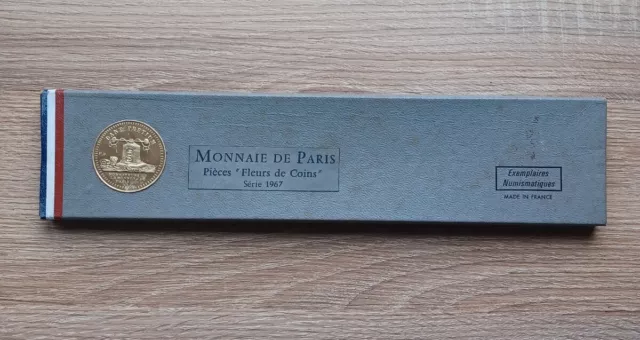 MONNAIE DE PARIS
Pièces "Fleurs de Coins"
Série 1967
Exemplaires
Numismatiques
MADE IN FRANCE